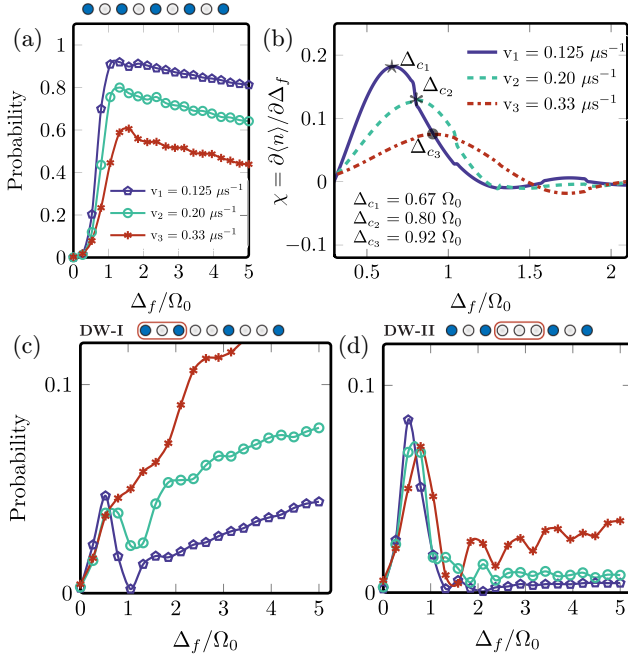 (a)
Probability
1
0.8
0.6
0.4
0.2
0
v₁ = 0.125 μs⁻¹
v₂ = 0.20 μs⁻¹
v₃ = 0.33 μs⁻¹
0 1 2 3 4 5
Δf/Ω₀
(b)
χ = ∂⟨n⟩/∂Δf
0.2
0.1
0
−0.1
Δc₁
Δc₂
Δc₃
v₁ = 0.125 μs⁻¹
v₂ = 0.20 μs⁻¹
v₃ = 0.33 μs⁻¹
Δc₁ = 0.67 Ω₀
Δc₂ = 0.80 Ω₀
Δc₃ = 0.92 Ω₀
0.5 1 1.5 2
Δf/Ω₀
DW-I
(c)
Probability
0.1
0
0 1 2 3 4 5
Δf/Ω₀
DW-II
(d)
0.1
0
0 1 2 3 4 5
Δf/Ω₀